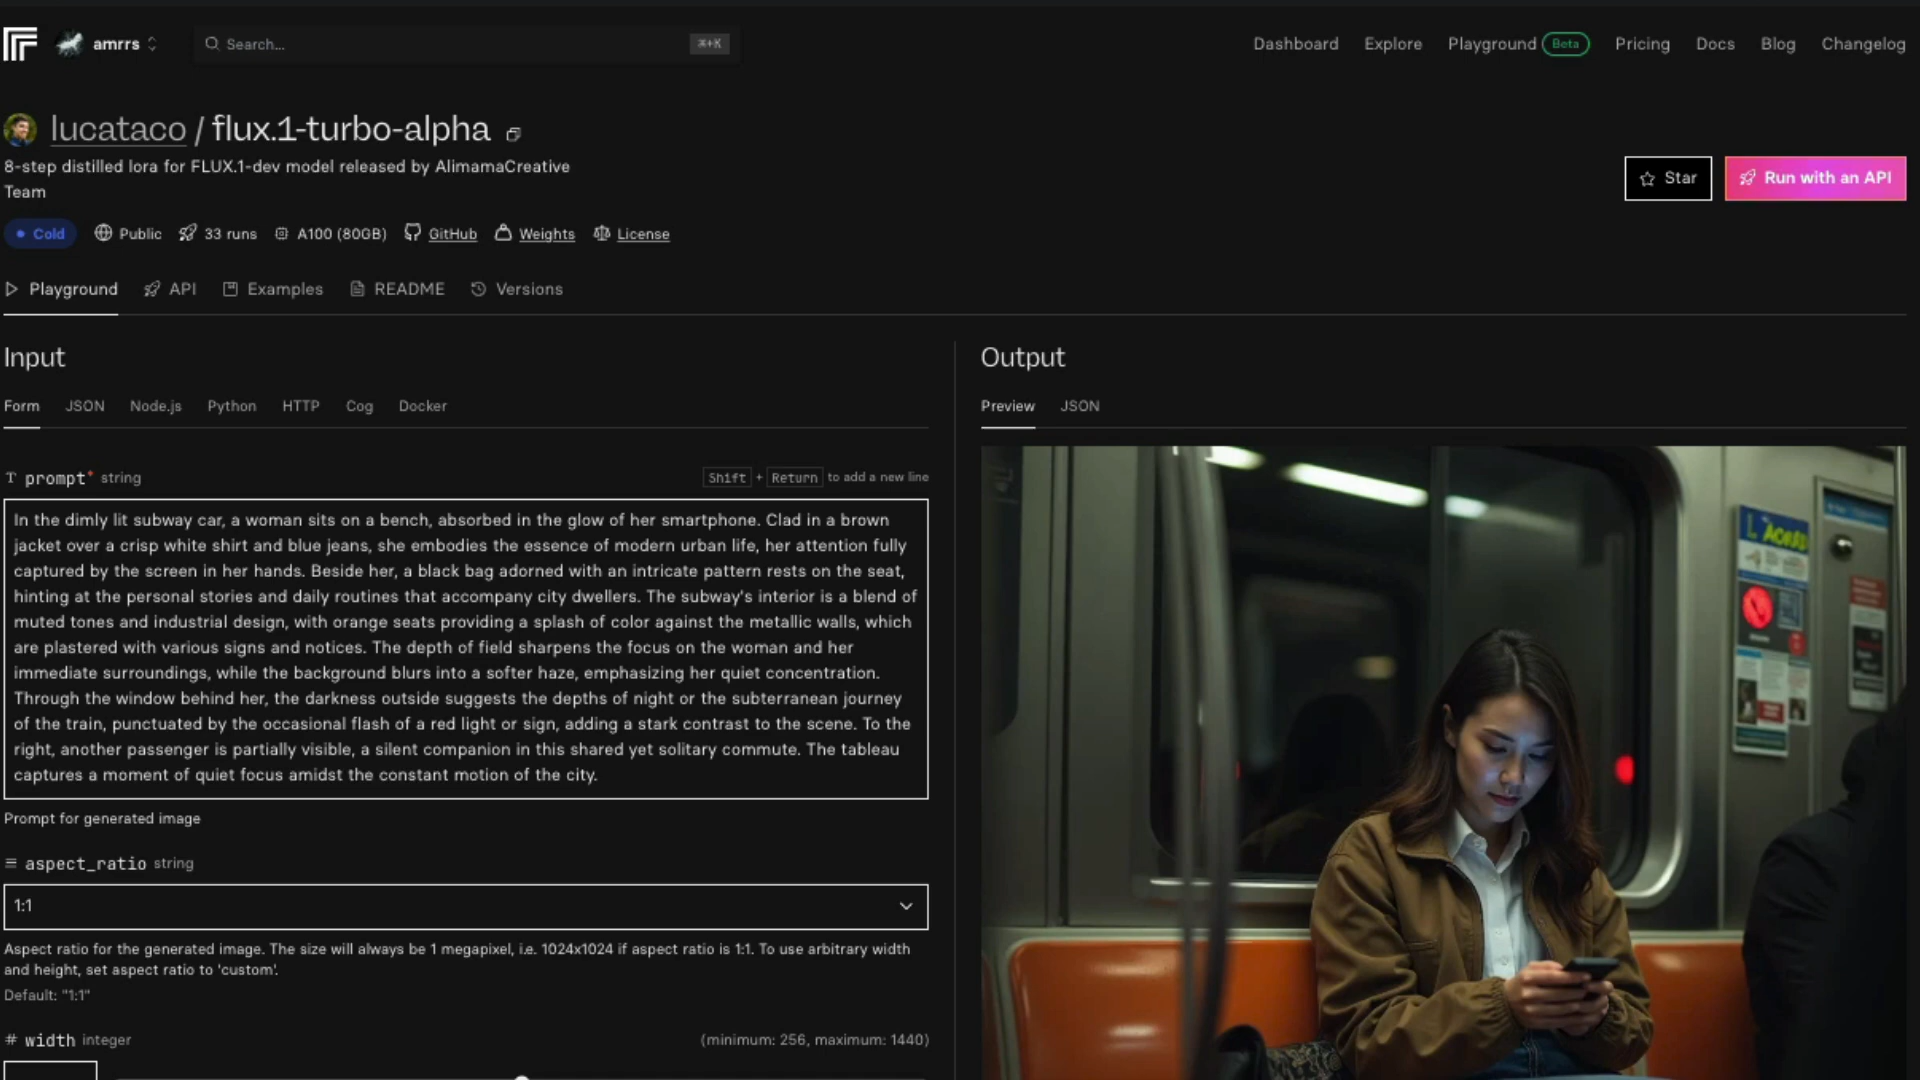 amrrs
Search...
⌘+K
Dashboard
Explore
Playground
Beta
Pricing
Docs
Blog
Changelog
lucataco / flux.1-turbo-alpha
8-step distilled lora for FLUX.1-dev model released by AlimamaCreative
Team
Star
Run with an API
Cold
Public
33 runs
A100 (80GB)
GitHub
Weights
License
Playground
API
Examples
README
Versions
Input
Form
JSON
Node.js
Python
HTTP
Cog
Docker
prompt* string
Shift + Return to add a new line
In the dimly lit subway car, a woman sits on a bench, absorbed in the glow of her smartphone. Clad in a brown
jacket over a crisp white shirt and blue jeans, she embodies the essence of modern urban life, her attention fully
captured by the screen in her hands. Beside her, a black bag adorned with an intricate pattern rests on the seat,
hinting at the personal stories and daily routines that accompany city dwellers. The subway's interior is a blend of
muted tones and industrial design, with orange seats providing a splash of color against the metallic walls, which
are plastered with various signs and notices. The depth of field sharpens the focus on the woman and her
immediate surroundings, while the background blurs into a softer haze, emphasizing her quiet concentration.
Through the window behind her, the darkness outside suggests the depths of night or the subterranean journey
of the train, punctuated by the occasional flash of a red light or sign, adding a stark contrast to the scene. To the
right, another passenger is partially visible, a silent companion in this shared yet solitary commute. The tableau
captures a moment of quiet focus amidst the constant motion of the city.
Prompt for generated image
aspect_ratio string
1:1
Aspect ratio for the generated image. The size will always be 1 megapixel, i.e. 1024x1024 if aspect ratio is 1:1. To use arbitrary width
and height, set aspect ratio to 'custom'.
Default: "1:1"
# width integer
(minimum: 256, maximum: 1440)
Output
Preview
JSON